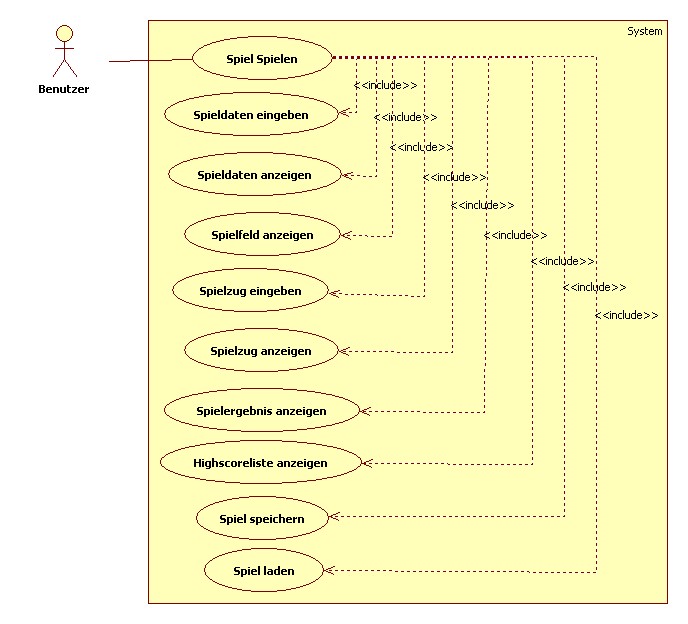 System
Benutzer
Spiel Spielen
<<include>>
Spieldaten eingeben
<<include>>
<<include>>
Spieldaten anzeigen
<<include>>
<<include>>
Spielfeld anzeigen
<<include>>
<<include>>
Spielzug eingeben
<<include>>
<<include>>
Spielzug anzeigen
Spielergebnis anzeigen
Highscoreliste anzeigen
Spiel speichern
Spiel laden